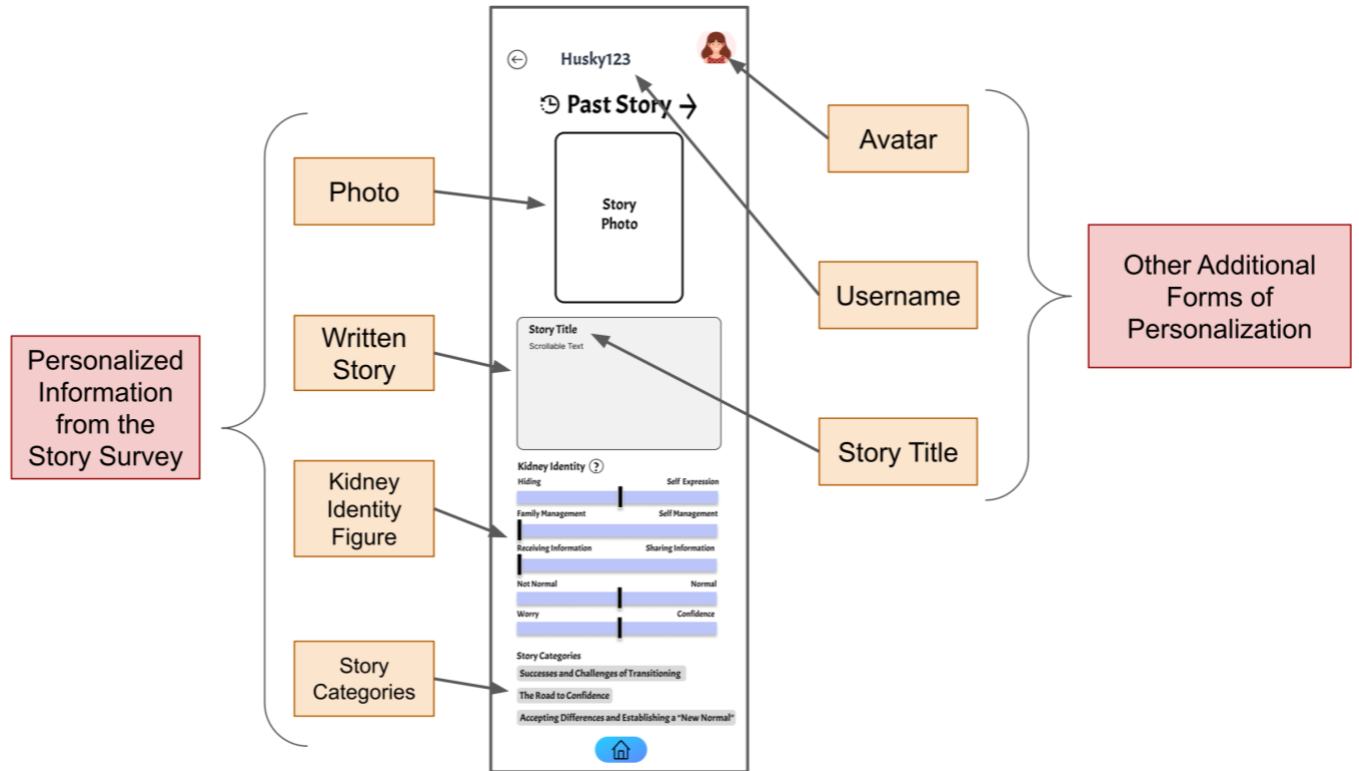 Husky123
Past Story
Story
Photo
Story Title
Scrollable Text
Kidney Identity ?
Hiding Self Expression
Family Management Self Management
Receiving Information Sharing Information
Not Normal Normal
Worry Confidence
Story Categories
Successes and Challenges of Transitioning
The Road to Confidence
Accepting Differences and Establishing a "New Normal"
Personalized
Information
from the
Story Survey
Photo
Written
Story
Kidney
Identity
Figure
Story
Categories
Avatar
Username
Story Title
Other Additional
Forms of
Personalization